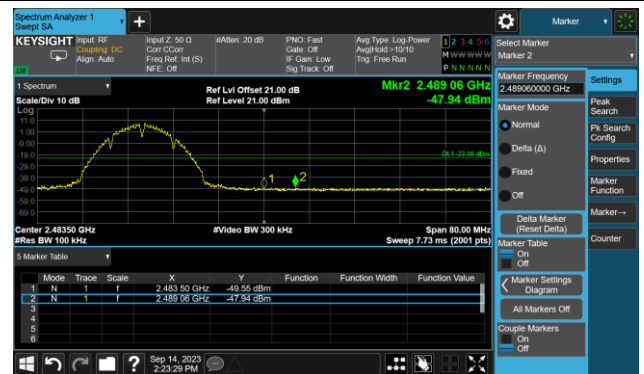 Spectrum Analyzer 1
Swept SA
+
Marker
KEYSIGHT
Input: RF
Coupling: DC
Align: Auto
Input Z: 50 Ω
Corr CCorr
Freq Ref: Int (S)
NFE: Off
#Atten: 20 dB
PNO: Fast
Gate: Off
IF Gain: Low
Sig Track: Off
Avg Type: Log-Power
Avg|Hold:>10/10
Trig: Free Run
1 2 3 4 5 6
M W W W W W
P N N N N N
Select Marker
Marker 2
LXI
1 Spectrum
Scale/Div 10 dB
Ref Lvl Offset 21.00 dB
Ref Level 21.00 dBm
Mkr2 2.489 06 GHz
-47.94 dBm
Log
11.0
1.00
-9.00
-19.0
-29.0
-39.0
-49.0
-59.0
-69.0
DL1 -22.08 dBm
1
2
Center 2.48350 GHz
#Res BW 100 kHz
#Video BW 300 kHz
Span 80.00 MHz
Sweep 7.73 ms (2001 pts)
5 Marker Table
Mode Trace Scale X Y Function Function Width Function Value
1 N 1 f 2.483 50 GHz -49.55 dBm
2 N 1 f 2.489 06 GHz -47.94 dBm
3
4
5
6
Marker Frequency
2.489060000 GHz
Marker Mode
Normal
Delta (Δ)
Fixed
Off
Delta Marker
(Reset Delta)
Marker Table
On
Off
Marker Settings
Diagram
All Markers Off
Couple Markers
On
Off
Settings
Peak
Search
Pk Search
Config
Properties
Marker
Function
Marker→
Counter
?
Sep 14, 2023
2:23:29 PM